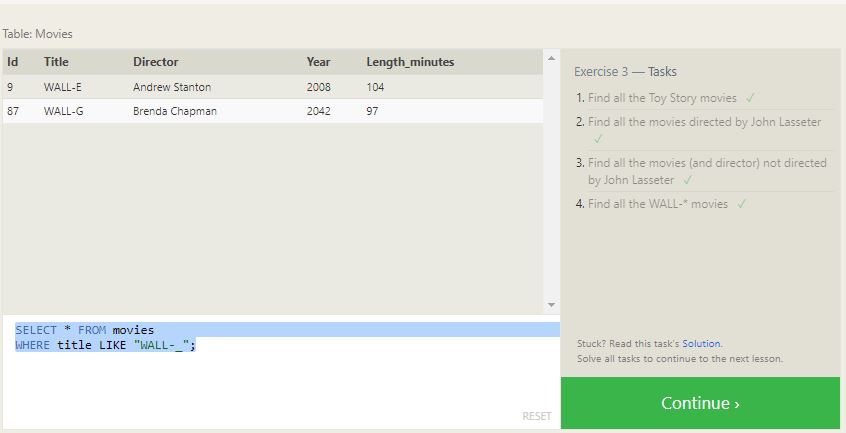 Table: Movies
Id Title Director Year Length_minutes
9 WALL-E Andrew Stanton 2008 104
87 WALL-G Brenda Chapman 2042 97
SELECT * FROM movies
WHERE title LIKE "WALL-_";
RESET
Exercise 3 — Tasks
1. Find all the Toy Story movies ✓
2. Find all the movies directed by John Lasseter
✓
3. Find all the movies (and director) not directed
by John Lasseter ✓
4. Find all the WALL-* movies ✓
Stuck? Read this task's Solution.
Solve all tasks to continue to the next lesson.
Continue ›